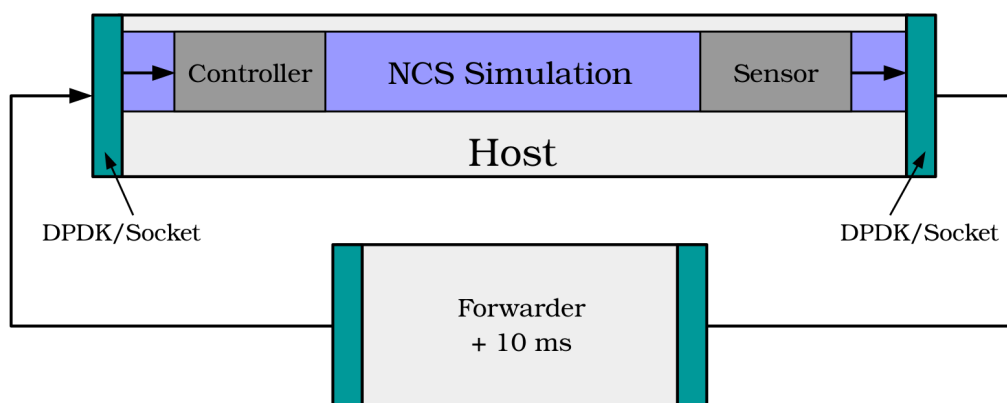 Controller
NCS Simulation
Sensor
Host
DPDK/Socket
DPDK/Socket
Forwarder
+ 10 ms